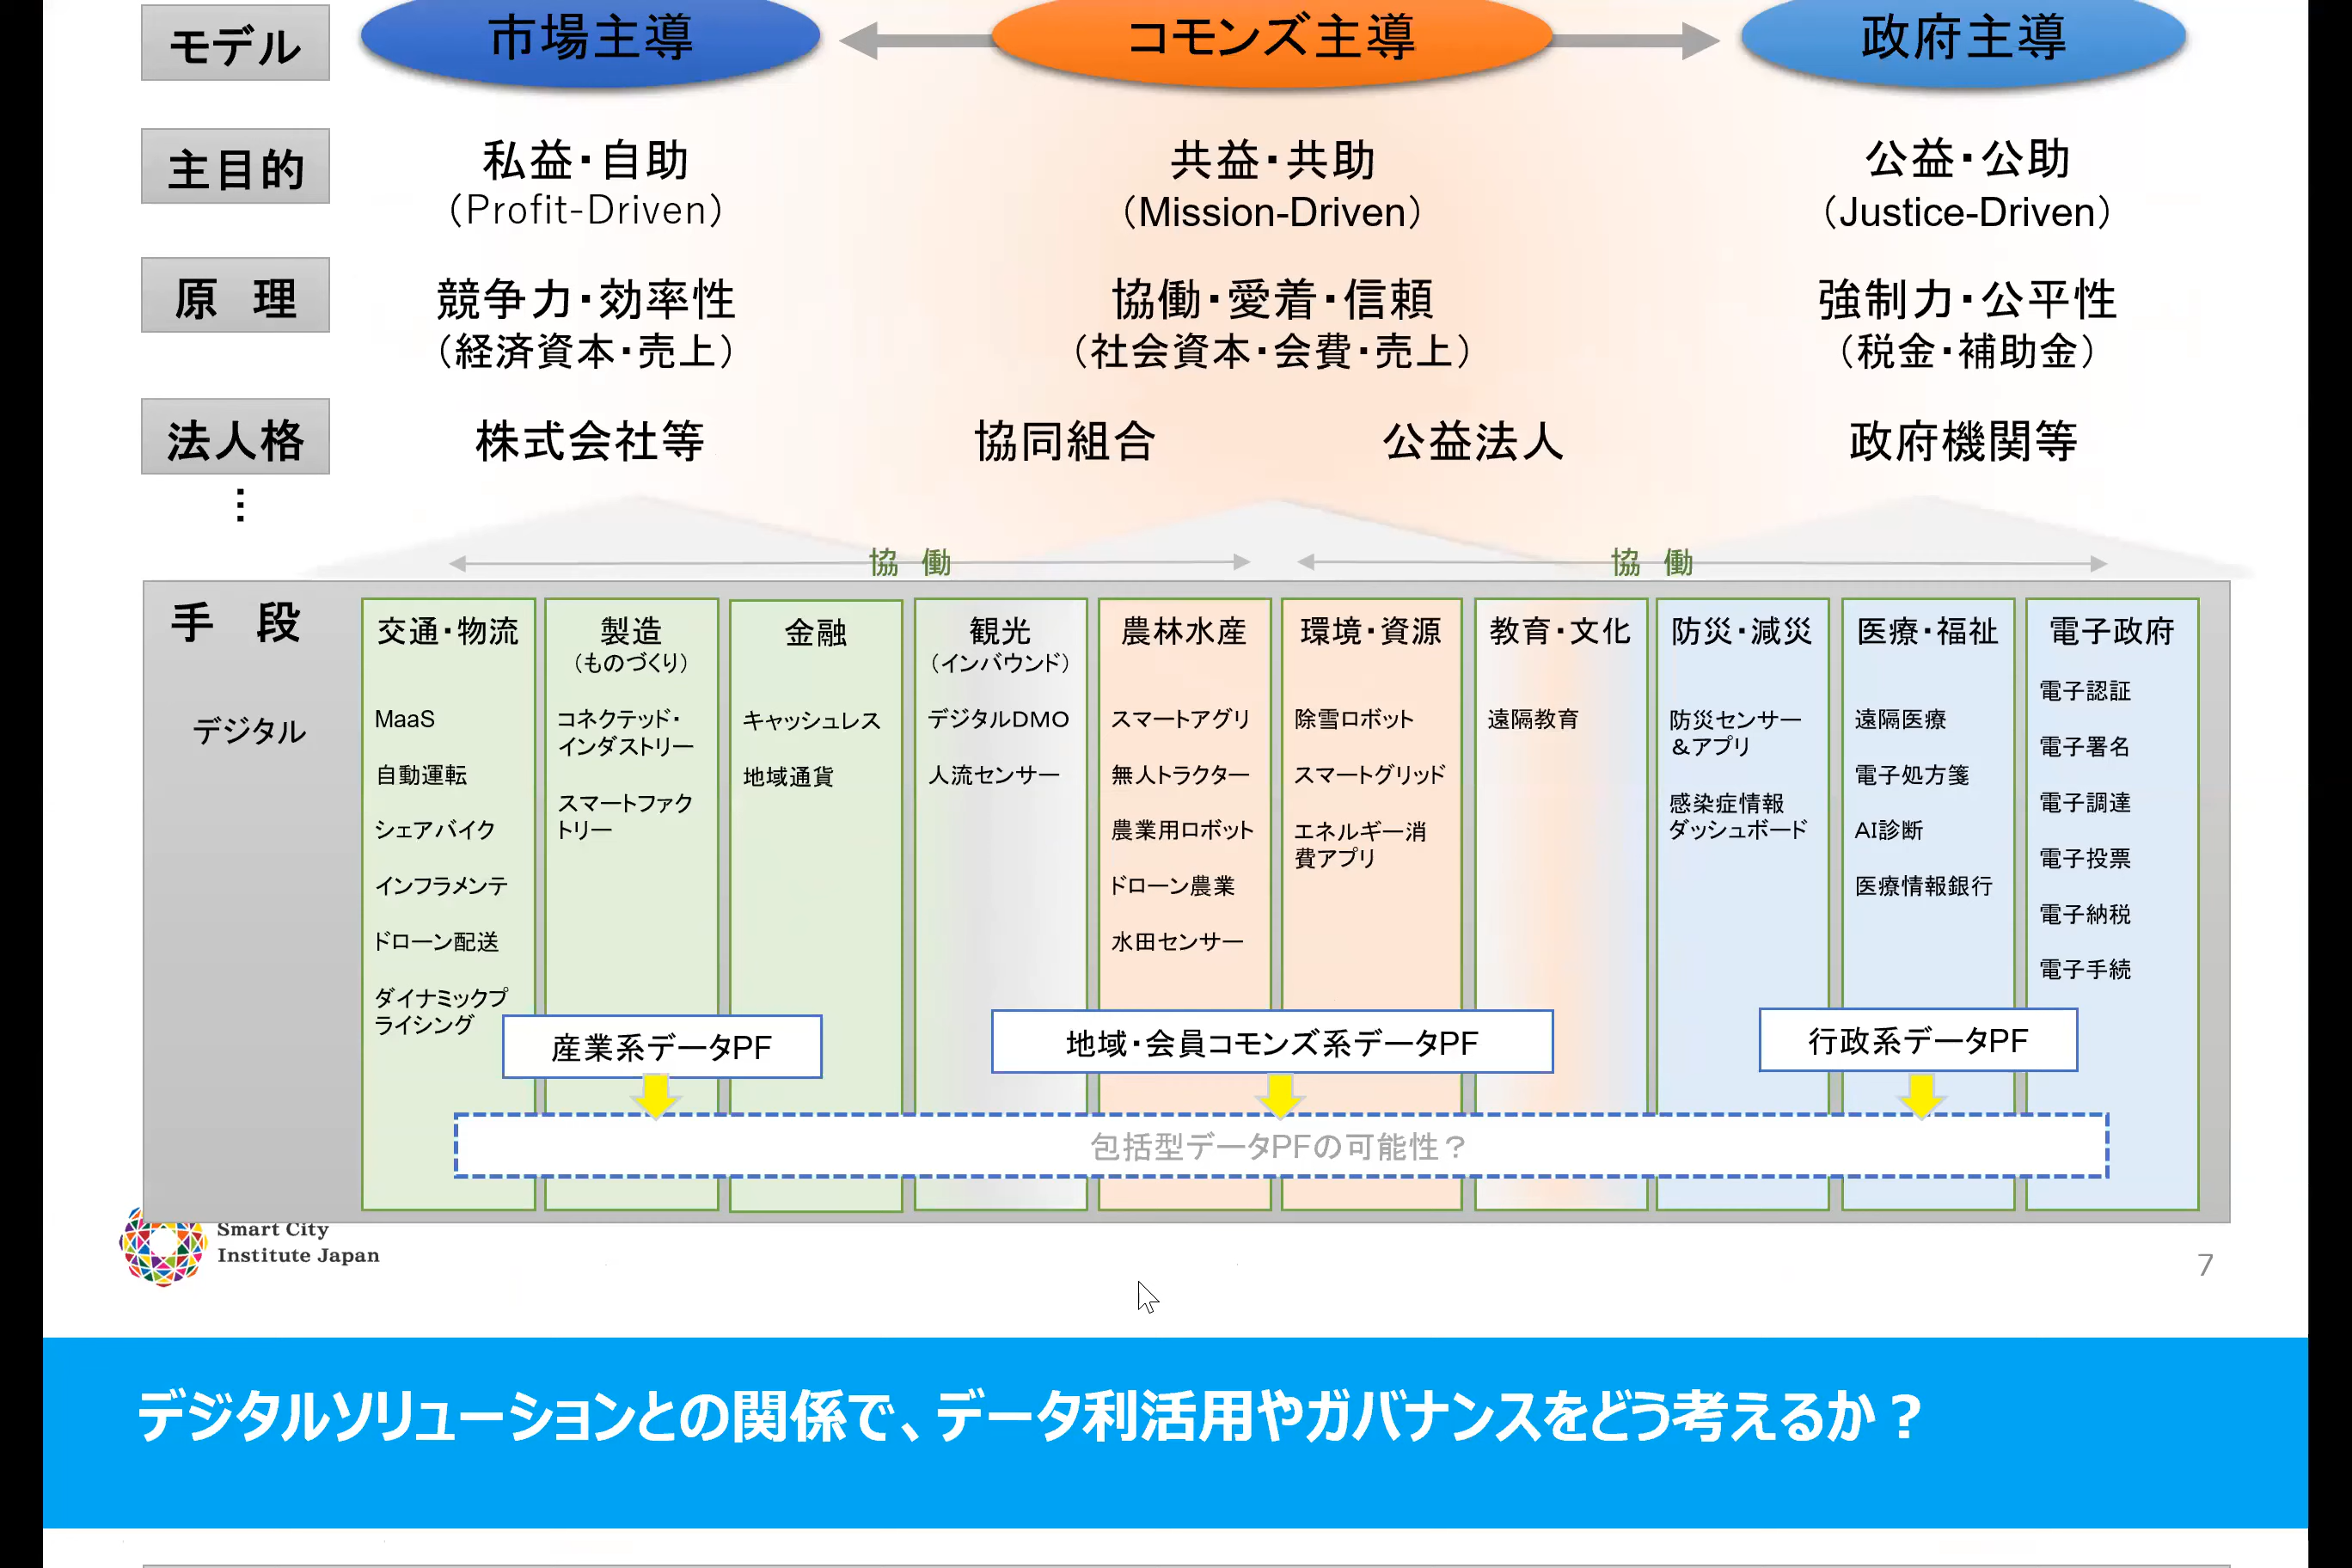 モデル
市場主導
コモンズ主導
政府主導
主目的
私益・自助
（Profit-Driven）
共益・共助
（Mission-Driven）
公益・公助
（Justice-Driven）
原　理
競争力・効率性
（経済資本・売上）
協働・愛着・信頼
（社会資本・会費・売上）
強制力・公平性
（税金・補助金）
法人格
株式会社等
協同組合
公益法人
政府機関等
⋮
協　働
協　働
手　段
デジタル
交通・物流
MaaS
自動運転
シェアバイク
インフラメンテ
ドローン配送
ダイナミックプ
ライシング
製造
（ものづくり）
コネクテッド・
インダストリー
スマートファク
トリー
金融
キャッシュレス
地域通貨
観光
（インバウンド）
デジタルDMO
人流センサー
農林水産
スマートアグリ
無人トラクター
農業用ロボット
ドローン農業
水田センサー
環境・資源
除雪ロボット
スマートグリッド
エネルギー消
費アプリ
教育・文化
遠隔教育
防災・減災
防災センサー
＆アプリ
感染症情報
ダッシュボード
医療・福祉
遠隔医療
電子処方箋
AI診断
医療情報銀行
電子政府
電子認証
電子署名
電子調達
電子投票
電子納税
電子手続
産業系データPF
地域・会員コモンズ系データPF
行政系データPF
包括型データPFの可能性？
Smart City
Institute Japan
7
デジタルソリューションとの関係で、データ利活用やガバナンスをどう考えるか？